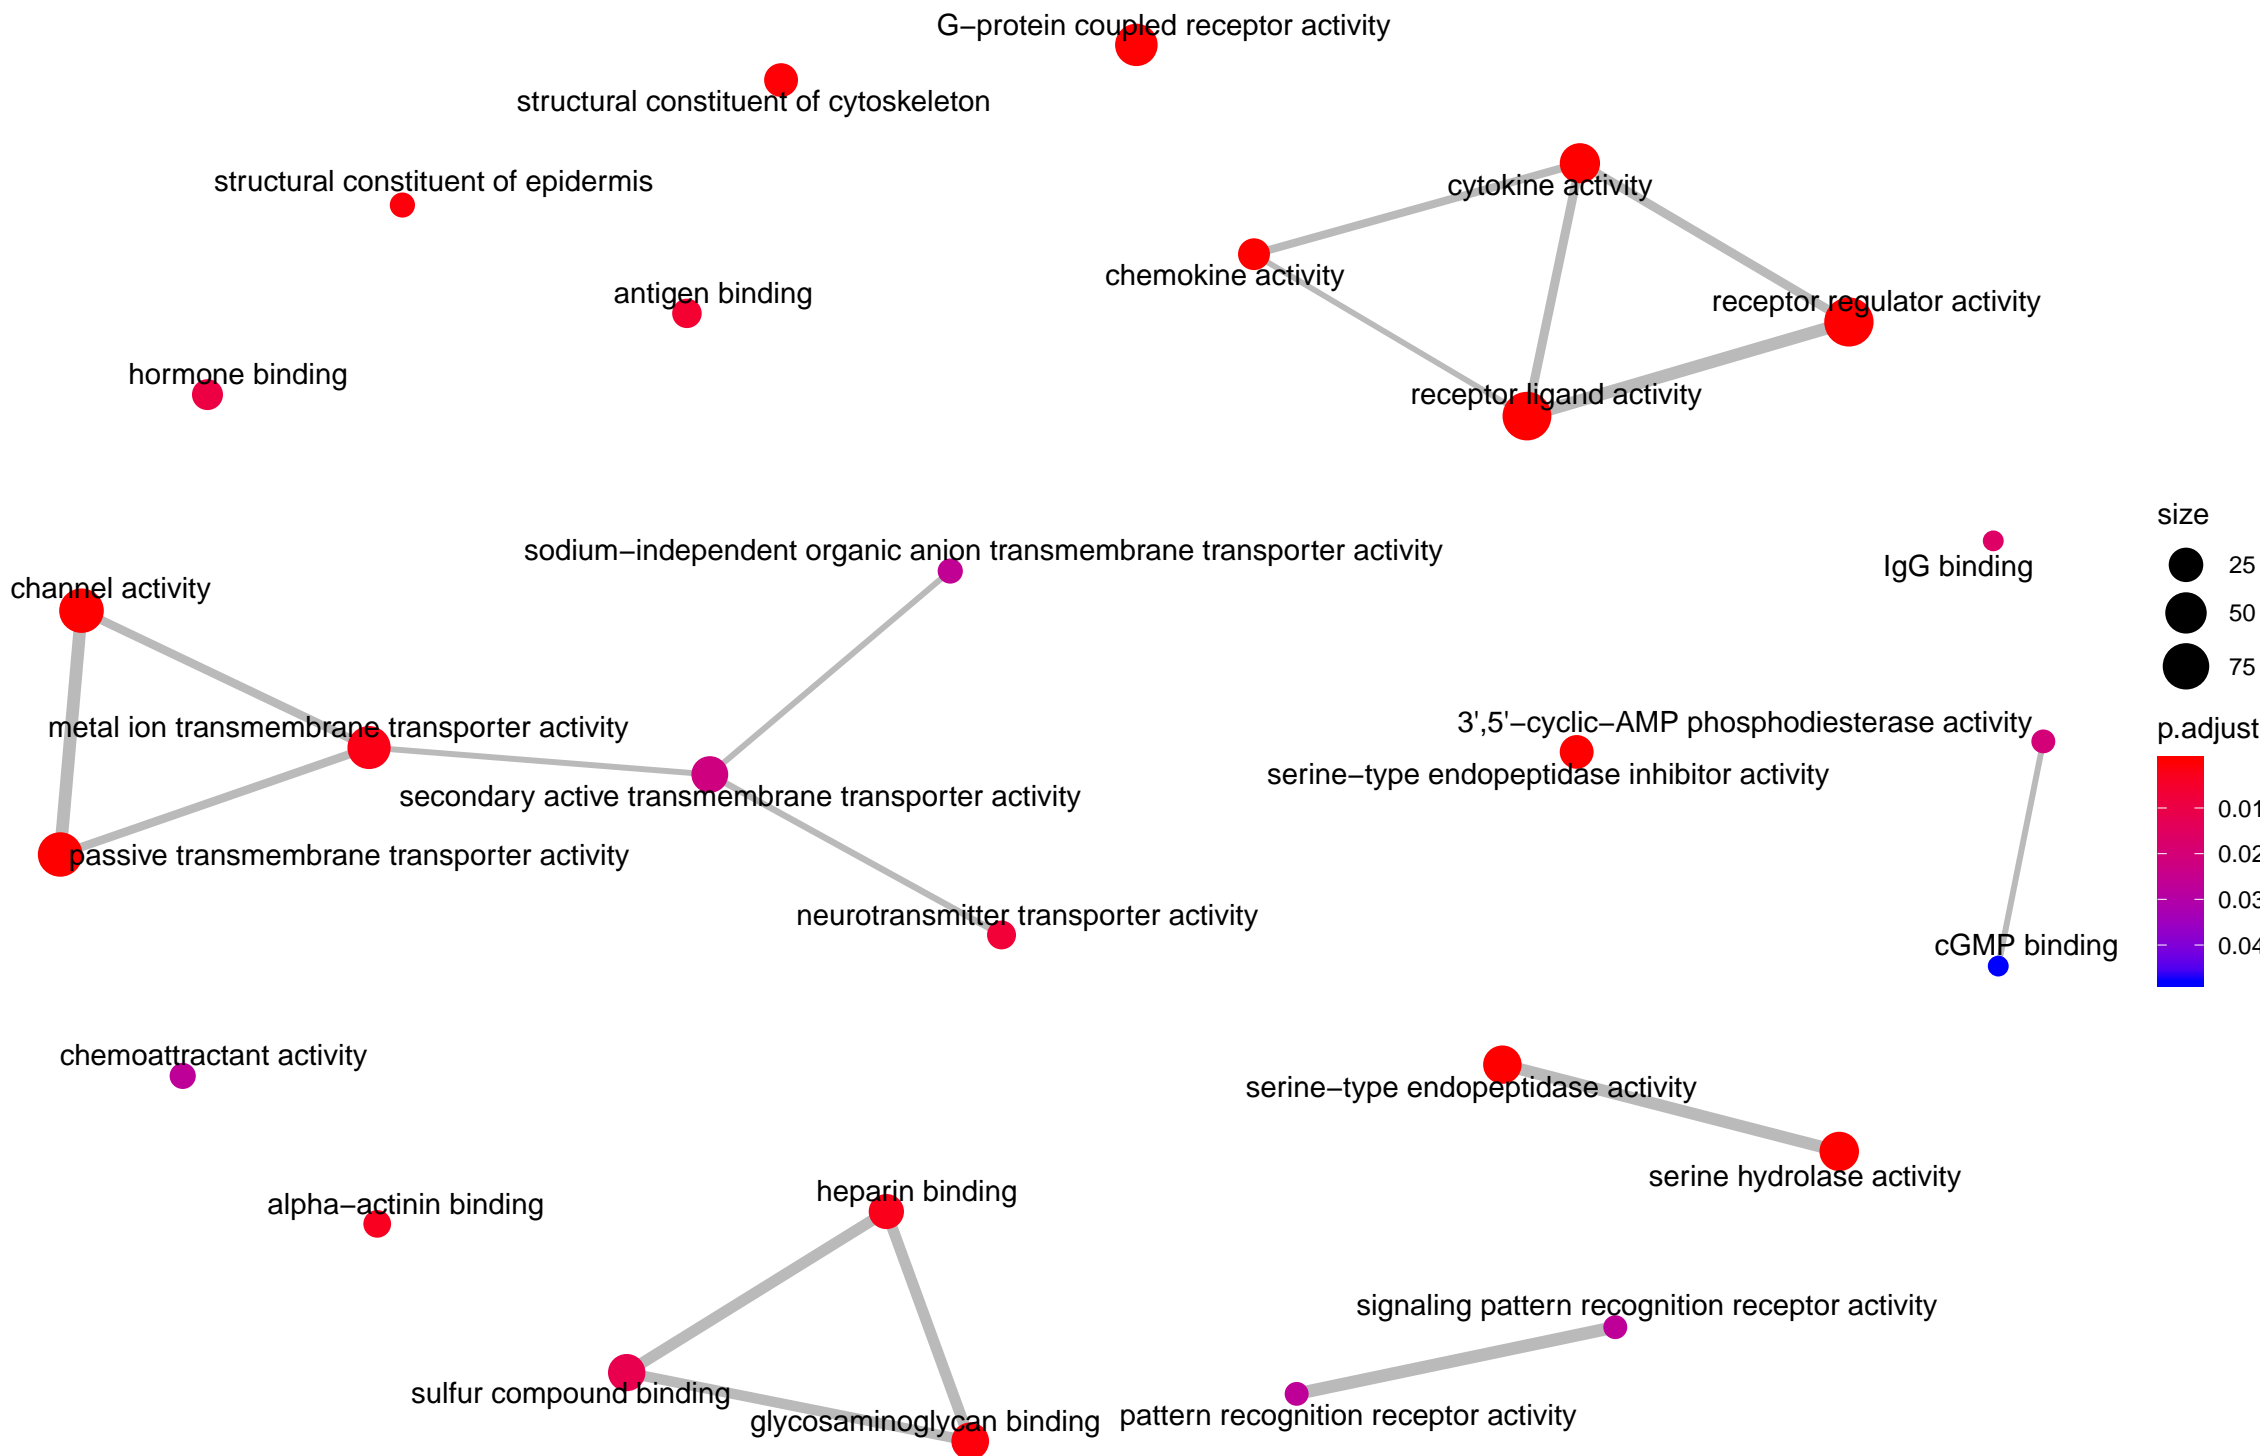 G−protein coupled receptor activity
structural constituent of cytoskeleton
structural constituent of epidermis
cytokine activity
chemokine activity
antigen binding
receptor regulator activity
hormone binding
receptor ligand activity
size
sodium−independent organic anion transmembrane transporter activity
IgG binding
25
channel activity
50
75
metal ion transmembrane transporter activity
3',5'−cyclic−AMP phosphodiesterase activity
p.adjust
serine−type endopeptidase inhibitor activity
secondary active transmembrane transporter activity
0.01
0.02
passive transmembrane transporter activity
0.03
neurotransmitter transporter activity
cGMP binding
0.04
chemoattractant activity
serine−type endopeptidase activity
serine hydrolase activity
heparin binding
alpha−actinin binding
signaling pattern recognition receptor activity
sulfur compound binding
glycosaminoglycan binding
pattern recognition receptor activity